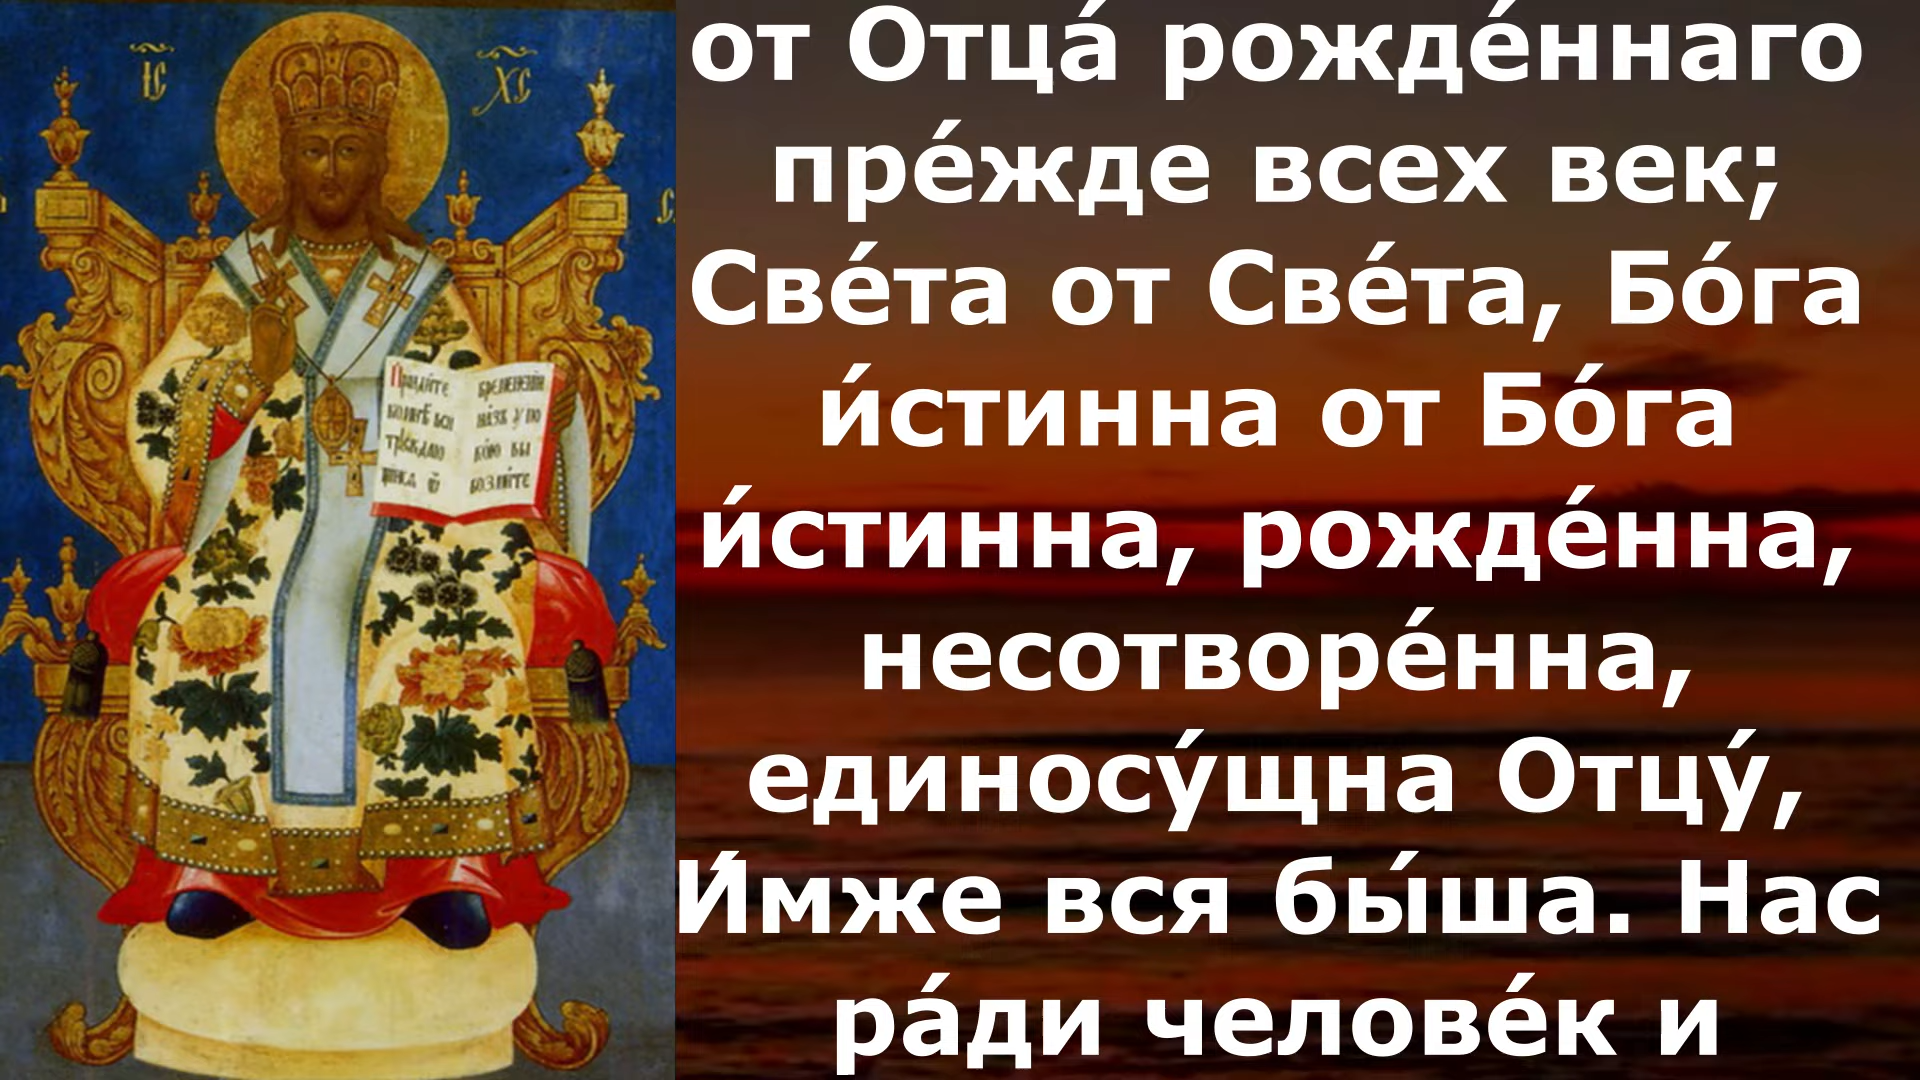 І҃С Х҃С
от Отца́ рожде́ннаго
пре́жде всех век;
Све́та от Све́та, Бо́га
и́стинна от Бо́га
и́стинна, рожде́нна,
несотворе́нна,
единосу́щна Отцу́,
И́мже вся бы́ша. Нас
ра́ди челове́к и